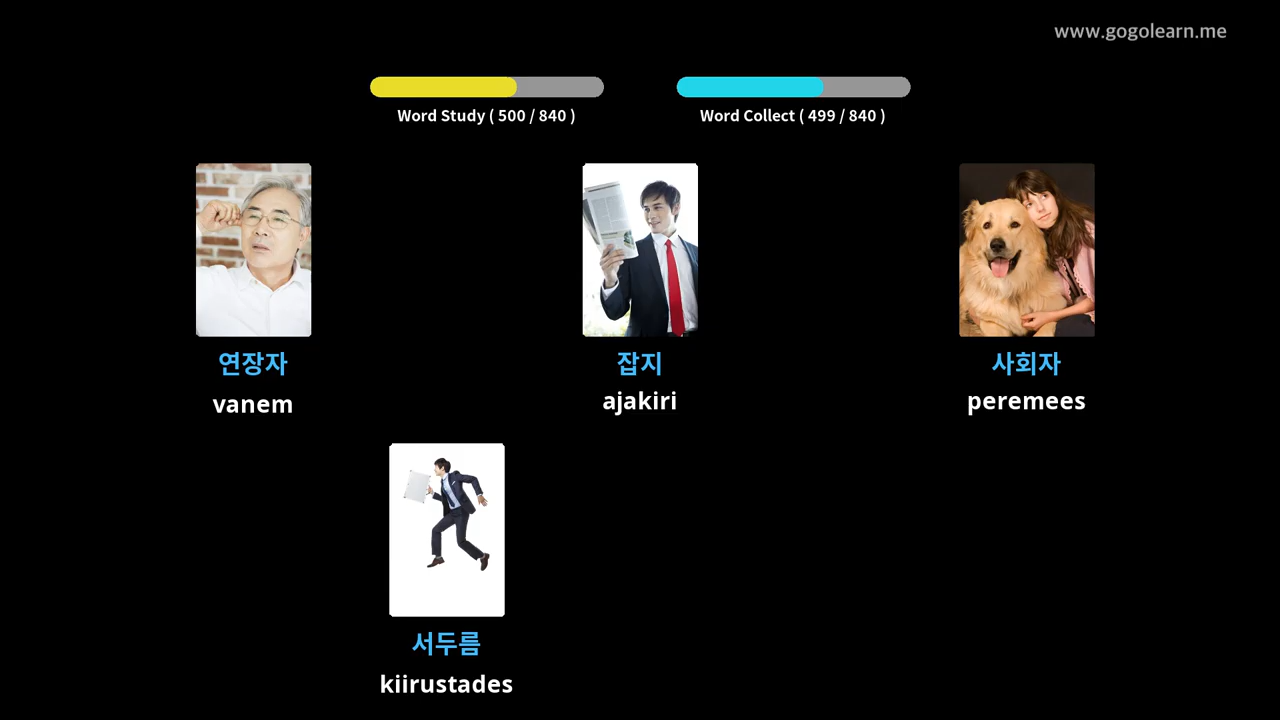 www.gogolearn.me
Word Study ( 500 / 840 )
Word Collect ( 499 / 840 )
연장자
vanem
잡지
ajakiri
사회자
peremees
서두름
kiirustades